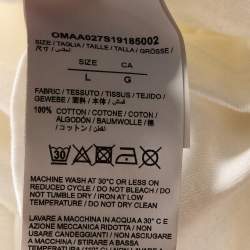 OMAA027S19185002
SIZE / TAGLIA / TAILLE / TALLA / GRÖSSE /
尺寸 /
SIZE CA
L G
FABRIC / TESSUTO / TISSUS / TEJIDO /
GEWEBE / 面料 / 本体 /
100% COTTON / COTONE / COTON /
ALGODÓN / BAUMWOLLE / 棉
/ コットン /
30
MACHINE WASH AT 30°C OR LESS ON
REDUCED CYCLE / DO NOT BLEACH / DO
NOT TUMBLE DRY / IRON AT LOW
TEMPERATURE / DO NOT DRY CLEAN
LAVARE A MACCHINA IN ACQUA A 30° C E
AZIONE MECCANICA RIDOTTA / NON
USARE CANDEGGIANTI / NON ASCIUGARE
A MACCHINA / STIRARE A BASSA